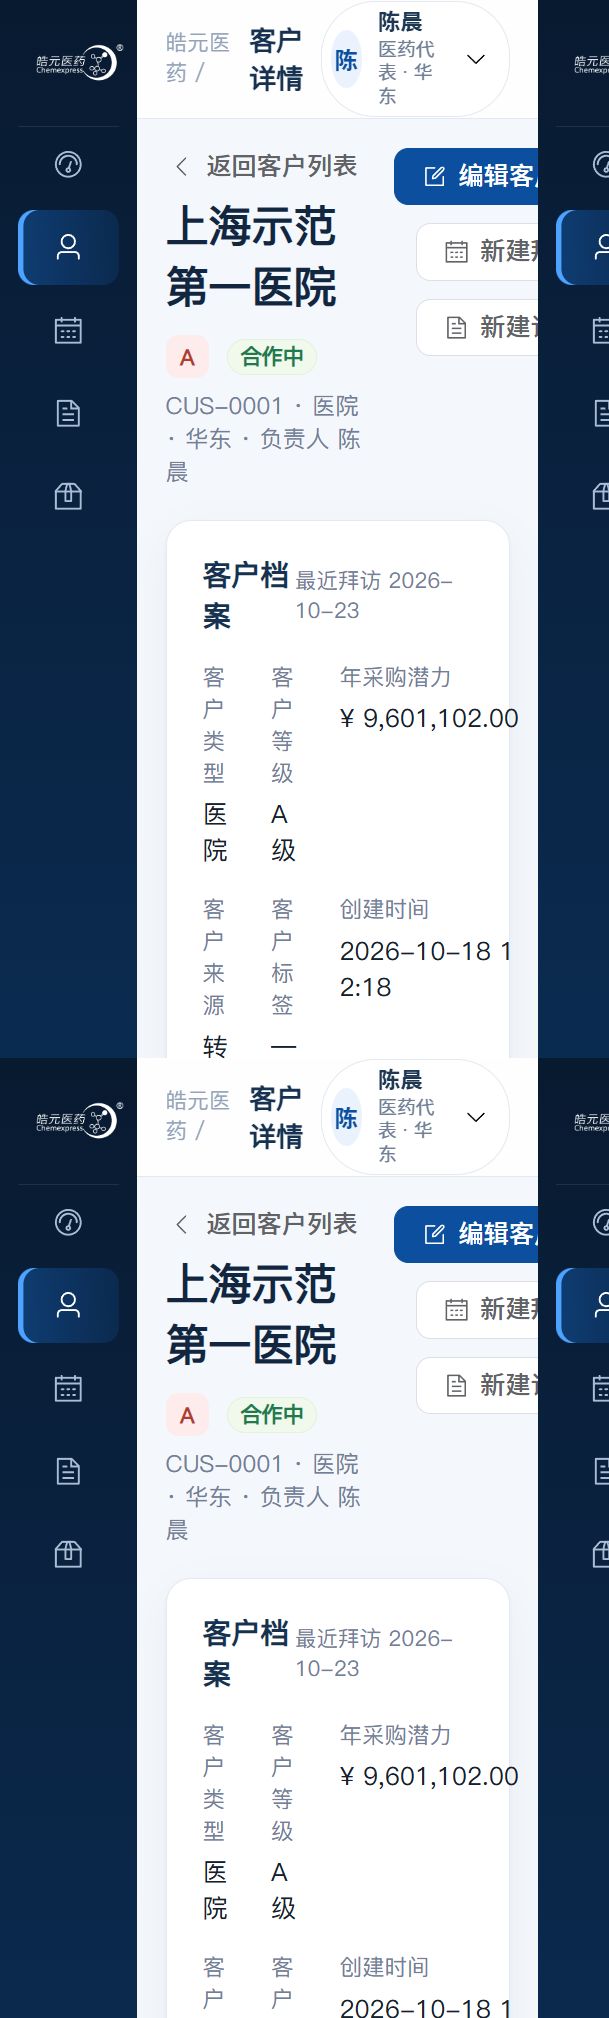 皓元医药
Chemexpress
®
皓元医
药 /
客户
详情
陈
陈晨
医药代
表 · 华
东
返回客户列表
编辑客
新建
新建
上海示范
第一医院
A
合作中
CUS-0001 · 医院
· 华东 · 负责人 陈
晨
客户档
案
最近拜访 2026-
10-23
客
户
类
型
医
院
客
户
等
级
A
级
年采购潜力
¥ 9,601,102.00
客
户
来
源
转
客
户
标
签
—
创建时间
2026-10-18 1
2:18
皓元医
Chemexp
皓元医药
Chemexpress
®
皓元医
药 /
客户
详情
陈
陈晨
医药代
表 · 华
东
返回客户列表
编辑客
新建
新建
上海示范
第一医院
A
合作中
CUS-0001 · 医院
· 华东 · 负责人 陈
晨
客户档
案
最近拜访 2026-
10-23
客
户
类
型
医
院
客
户
等
级
A
级
年采购潜力
¥ 9,601,102.00
客
户
客
户
创建时间
2026-10-18 1
皓元医
Chemexp